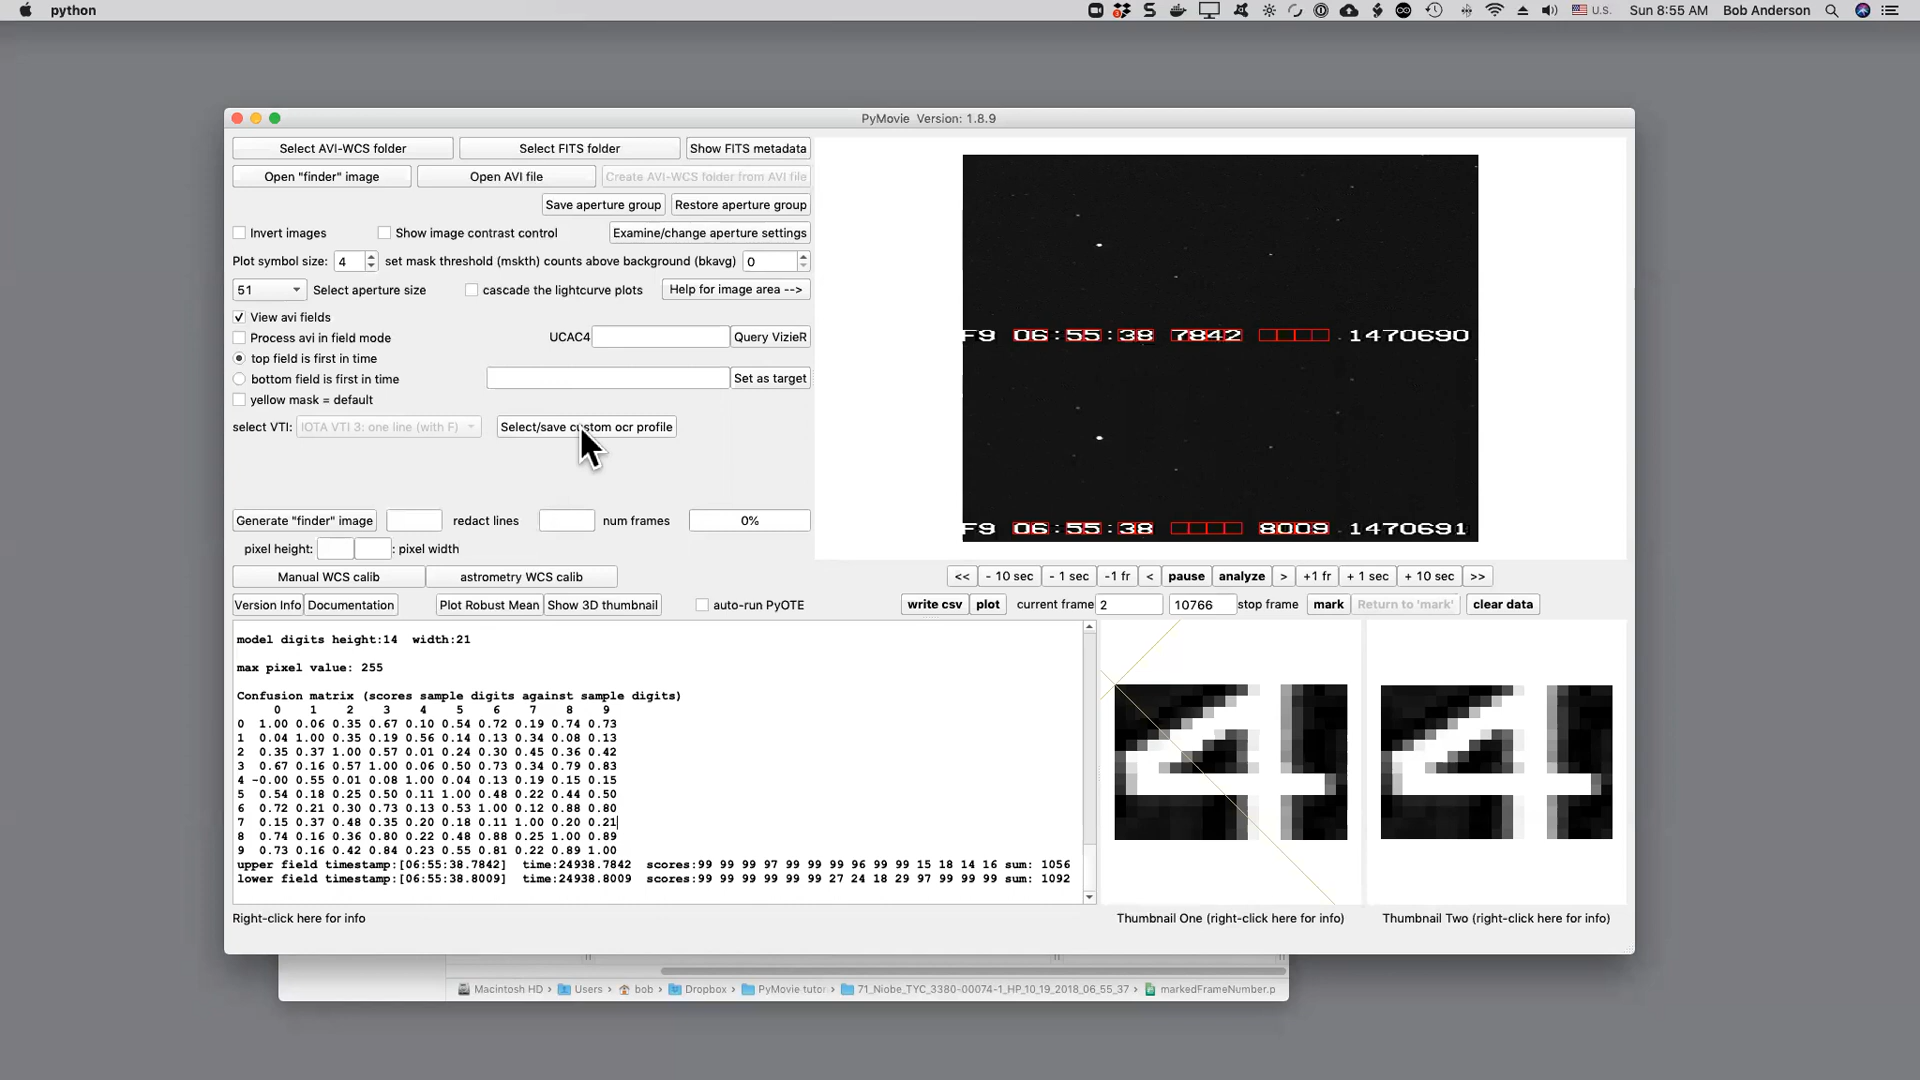 python
U.S. Sun 8:55 AM Bob Anderson
PyMovie Version: 1.8.9
Select AVI-WCS folder Select FITS folder Show FITS metadata
Open "finder" image Open AVI file Create AVI-WCS folder from AVI file
Save aperture group Restore aperture group
Invert images Show image contrast control Examine/change aperture settings
Plot symbol size: 4 set mask threshold (mskth) counts above background (bkavg) 0
51 Select aperture size cascade the lightcurve plots Help for image area -->
View avi fields
Process avi in field mode UCAC4 Query VizieR
top field is first in time
bottom field is first in time Set as target
yellow mask = default
select VTI: IOTA VTI 3: one line (with F) Select/save custom ocr profile
F9 06:55:38 7842 1470690
F9 06:55:38 8009 1470691
Generate "finder" image redact lines num frames 0%
pixel height: : pixel width
Manual WCS calib astrometry WCS calib
<< - 10 sec - 1 sec -1 fr < pause analyze > +1 fr + 1 sec + 10 sec >>
Version Info Documentation Plot Robust Mean Show 3D thumbnail auto-run PyOTE
write csv plot current frame 2 10766 stop frame mark Return to 'mark' clear data
model digits height:14 width:21
max pixel value: 255
Confusion matrix (scores sample digits against sample digits)
0 1 2 3 4 5 6 7 8 9
0 1.00 0.06 0.35 0.67 0.10 0.54 0.72 0.19 0.74 0.73
1 0.04 1.00 0.35 0.19 0.56 0.14 0.13 0.34 0.08 0.13
2 0.35 0.37 1.00 0.57 0.01 0.24 0.30 0.45 0.36 0.42
3 0.67 0.16 0.57 1.00 0.06 0.50 0.73 0.34 0.79 0.83
4 -0.00 0.55 0.01 0.08 1.00 0.04 0.13 0.19 0.15 0.15
5 0.54 0.18 0.25 0.50 0.11 1.00 0.48 0.22 0.44 0.50
6 0.72 0.21 0.30 0.73 0.13 0.53 1.00 0.12 0.88 0.80
7 0.15 0.37 0.48 0.35 0.20 0.18 0.11 1.00 0.20 0.21
8 0.74 0.16 0.36 0.80 0.22 0.48 0.88 0.25 1.00 0.89
9 0.73 0.16 0.42 0.84 0.23 0.55 0.81 0.22 0.89 1.00
upper field timestamp:[06:55:38.7842] time:24938.7842 scores:99 99 99 97 99 99 99 96 99 99 15 18 14 16 sum: 1056
lower field timestamp:[06:55:38.8009] time:24938.8009 scores:99 99 99 99 99 99 27 24 18 29 97 99 99 99 sum: 1092
4 4
Right-click here for info Thumbnail One (right-click here for info) Thumbnail Two (right-click here for info)
Macintosh HD › Users › bob › Dropbox › PyMovie tutor › 71_Niobe_TYC_3380-00074-1_HP_10_19_2018_06_55_37 › markedFrameNumber.p